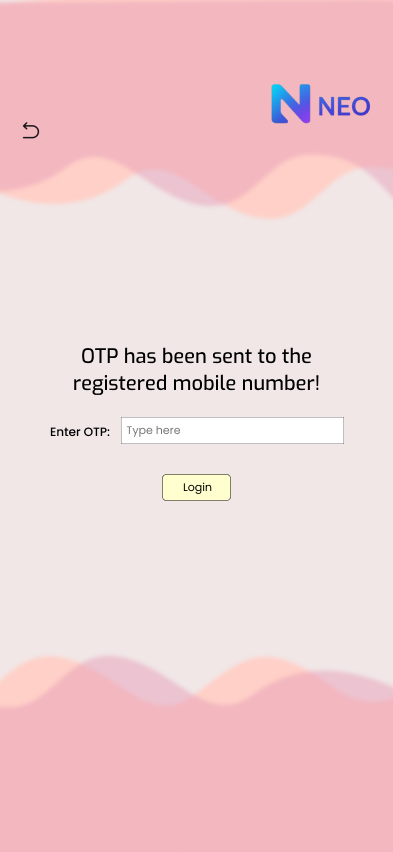 NEO
OTP has been sent to the
registered mobile number!
Enter OTP: Type here
Login